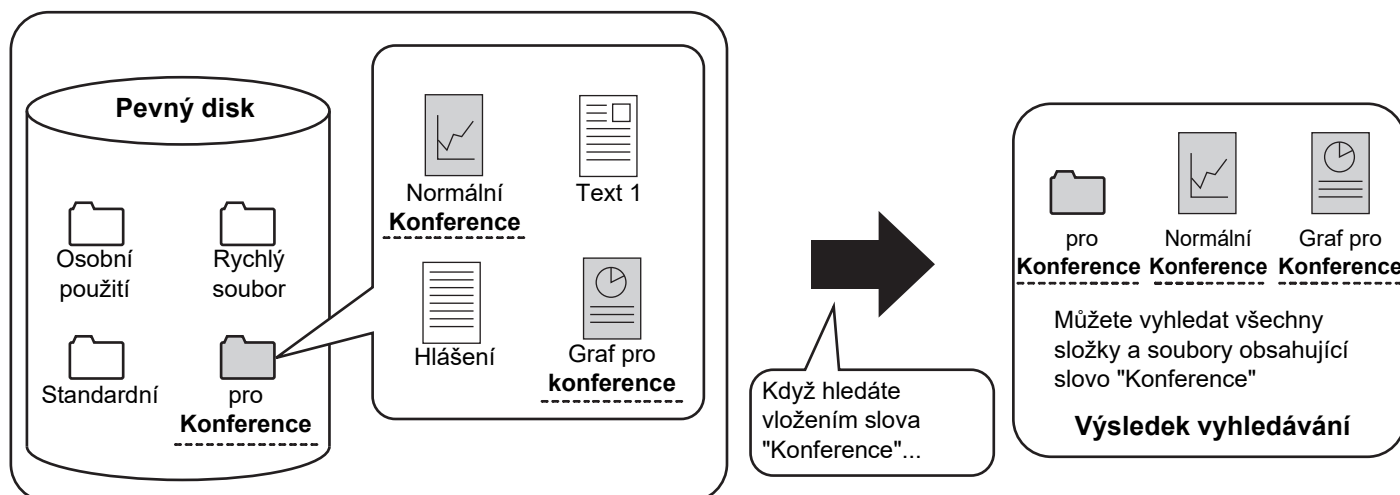 Pevný disk
Osobní
použití
Rychlý
soubor
Standardní
pro
Konference
Normální
Konference
Text 1
Hlášení
Graf pro
konference
Když hledáte
vložením slova
"Konference"...
pro
Konference
Normální
Konference
Graf pro
Konference
Můžete vyhledat všechny
složky a soubory obsahující
slovo "Konference"
Výsledek vyhledávání